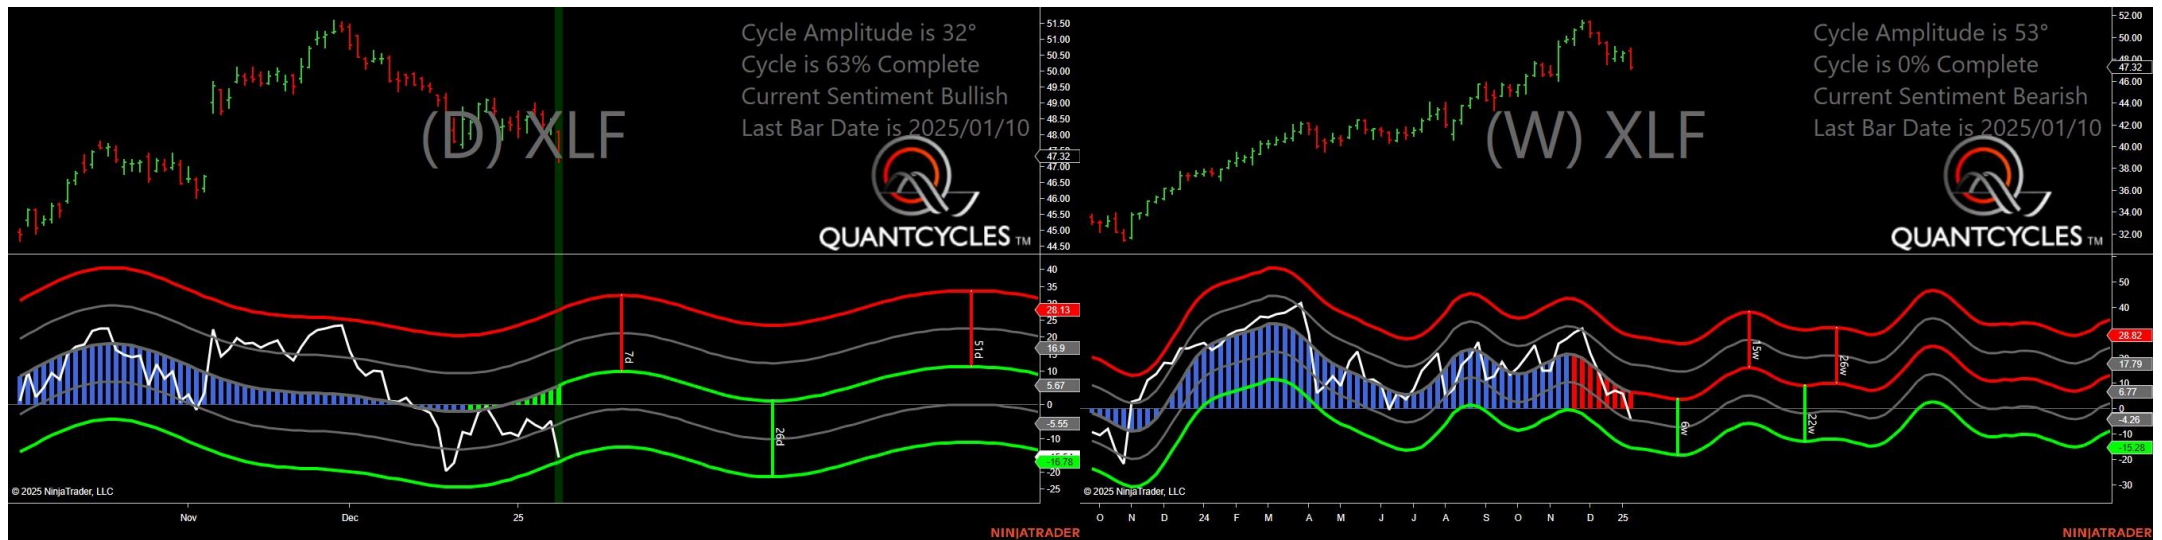 Cycle Amplitude is 32°
Cycle is 63% Complete
Current Sentiment Bullish
Last Bar Date is 2025/01/10
(D) XLF
QUANTCYCLES TM
51.50
51.00
50.50
50.00
49.50
49.00
48.50
48.00
47.32
47.00
46.50
46.00
45.50
45.00
44.50
40
35
28.13
25
20
16.9
10
5.67
0
-5.55
-10
-16.78
-20
-25
7d
26d
51d
© 2025 NinjaTrader, LLC
Nov Dec 25
NINJATRADER
Cycle Amplitude is 53°
Cycle is 0% Complete
Current Sentiment Bearish
Last Bar Date is 2025/01/10
(W) XLF
QUANTCYCLES TM
52.00
50.00
48.00
47.32
46.00
44.00
42.00
40.00
38.00
36.00
34.00
32.00
50
40
28.82
17.79
10
6.77
0
-4.26
-10
-15.28
-20
-30
6w
15w
22w
26w
© 2025 NinjaTrader, LLC
O N D 24 F M A M J J A S O N D 25
NINJATRADER